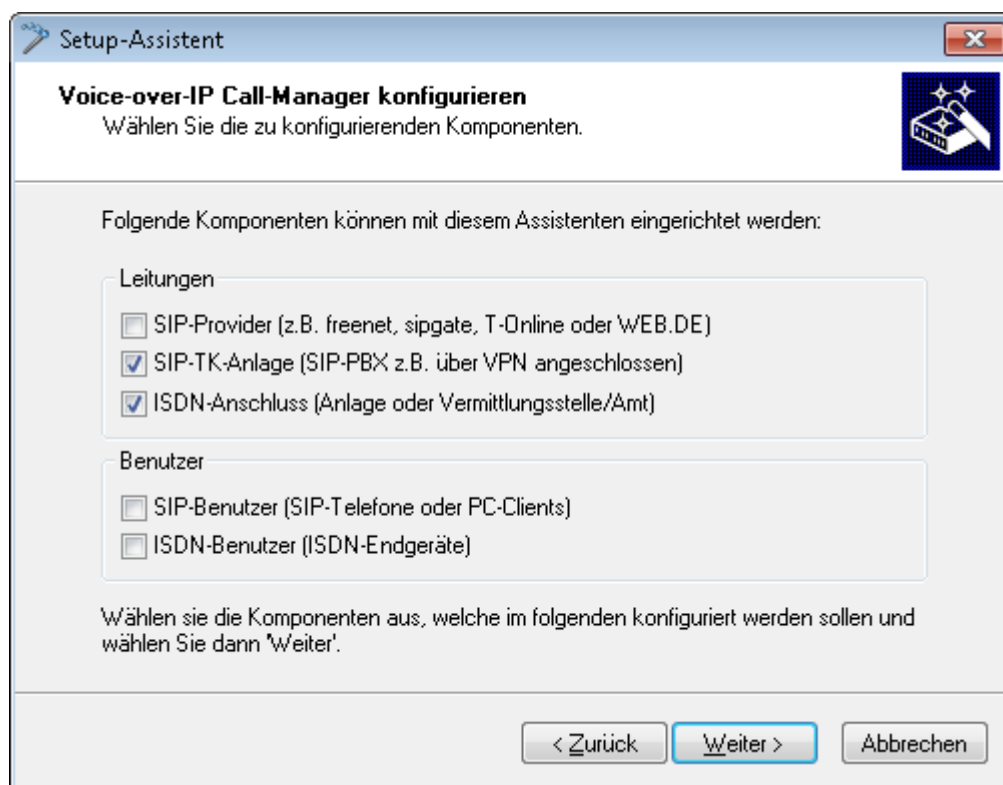 Setup-Assistent
Voice-over-IP Call-Manager konfigurieren
Wählen Sie die zu konfigurierenden Komponenten.
Folgende Komponenten können mit diesem Assistenten eingerichtet werden:
Leitungen
SIP-Provider (z.B. freenet, sipgate, T-Online oder WEB.DE)
SIP-TK-Anlage (SIP-PBX z.B. über VPN angeschlossen)
ISDN-Anschluss (Anlage oder Vermittlungsstelle/Amt)
Benutzer
SIP-Benutzer (SIP-Telefone oder PC-Clients)
ISDN-Benutzer (ISDN-Endgeräte)
Wählen sie die Komponenten aus, welche im folgenden konfiguriert werden sollen und
wählen Sie dann 'Weiter'.
< Zurück Weiter > Abbrechen